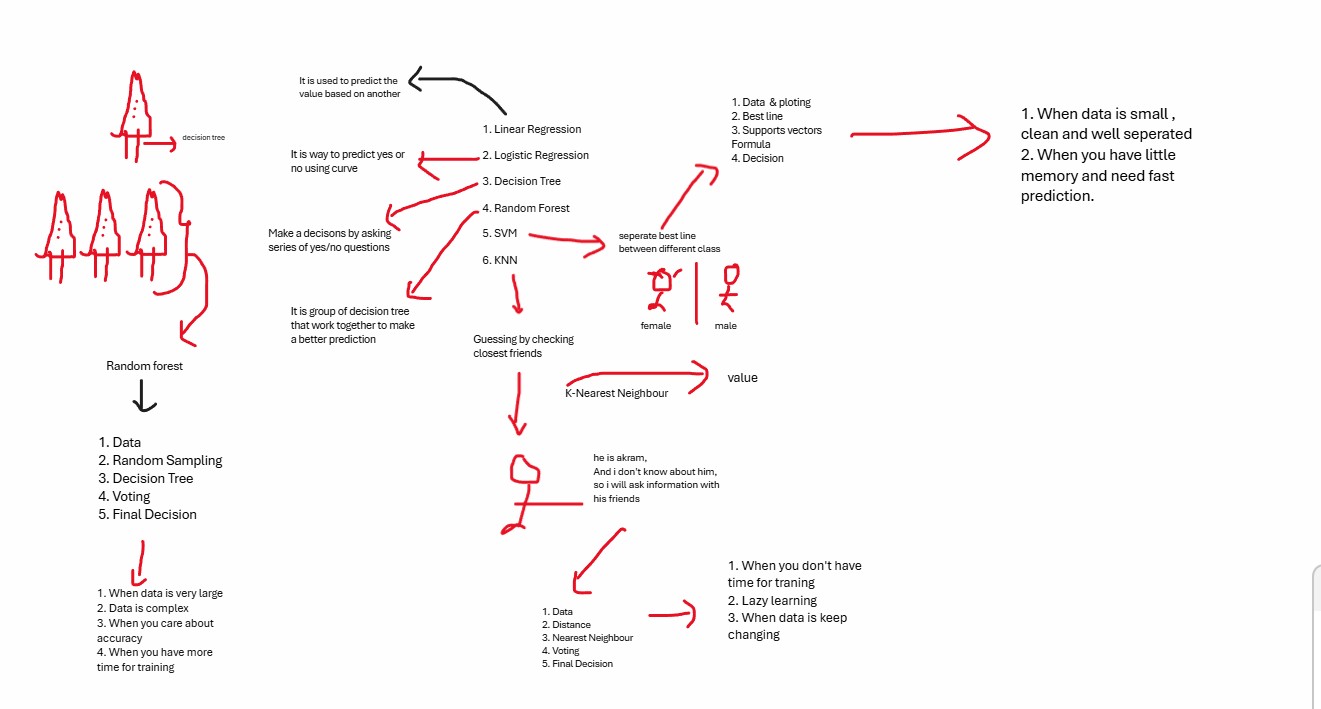 It is used to predict the
value based on another
1. Linear Regression
2. Logistic Regression
3. Decision Tree
4. Random Forest
5. SVM
6. KNN
It is way to predict yes or
no using curve
Make a decisons by asking
series of yes/no questions
It is group of decision tree
that work together to make
a better prediction
decision tree
Random forest
1. Data
2. Random Sampling
3. Decision Tree
4. Voting
5. Final Decision
1. When data is very large
2. Data is complex
3. When you care about
accuracy
4. When you have more
time for training
seperate best line
between different class
female
male
1. Data & ploting
2. Best line
3. Supports vectors
Formula
4. Decision
1. When data is small ,
clean and well seperated
2. When you have little
memory and need fast
prediction.
Guessing by checking
closest friends
K-Nearest Neighbour
value
he is akram,
And i don't know about him,
so i will ask information with
his friends
1. Data
2. Distance
3. Nearest Neighbour
4. Voting
5. Final Decision
1. When you don't have
time for traning
2. Lazy learning
3. When data is keep
changing